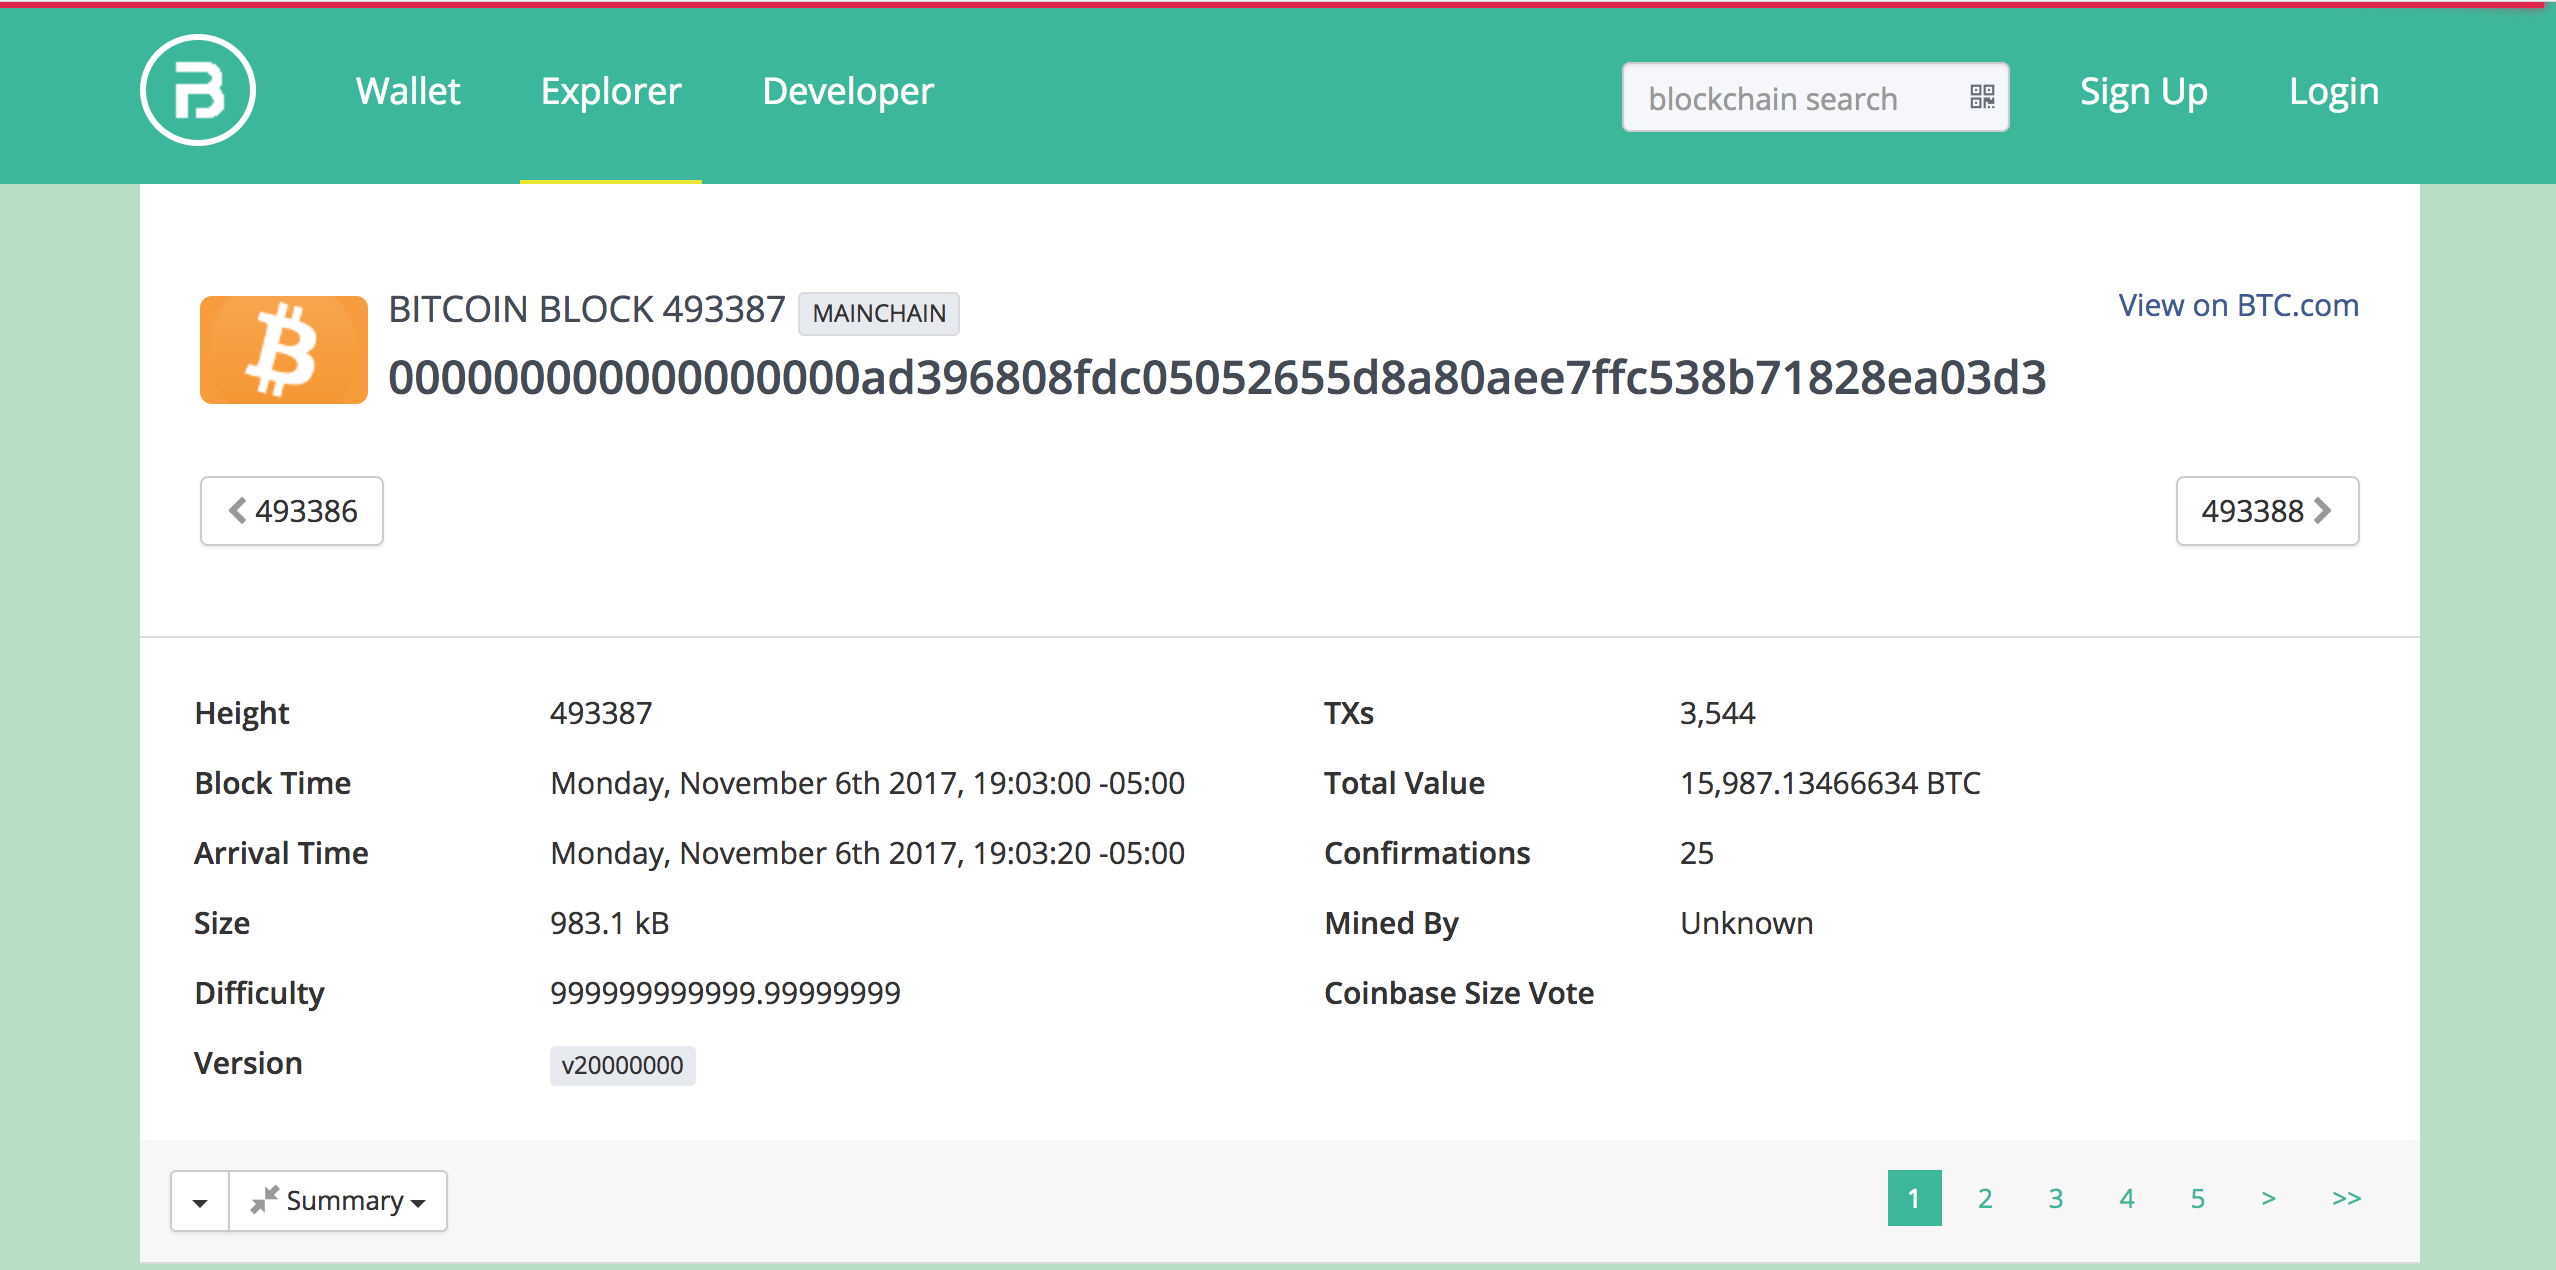 Wallet Explorer Developer blockchain search Sign Up Login
BITCOIN BLOCK 493387 MAINCHAIN View on BTC.com
000000000000000000ad396808fdc05052655d8a80aee7ffc538b71828ea03d3
493386 493388
Height 493387 TXs 3,544
Block Time Monday, November 6th 2017, 19:03:00 -05:00 Total Value 15,987.13466634 BTC
Arrival Time Monday, November 6th 2017, 19:03:20 -05:00 Confirmations 25
Size 983.1 kB Mined By Unknown
Difficulty 999999999999.99999999 Coinbase Size Vote
Version v20000000
Summary 1 2 3 4 5 > >>